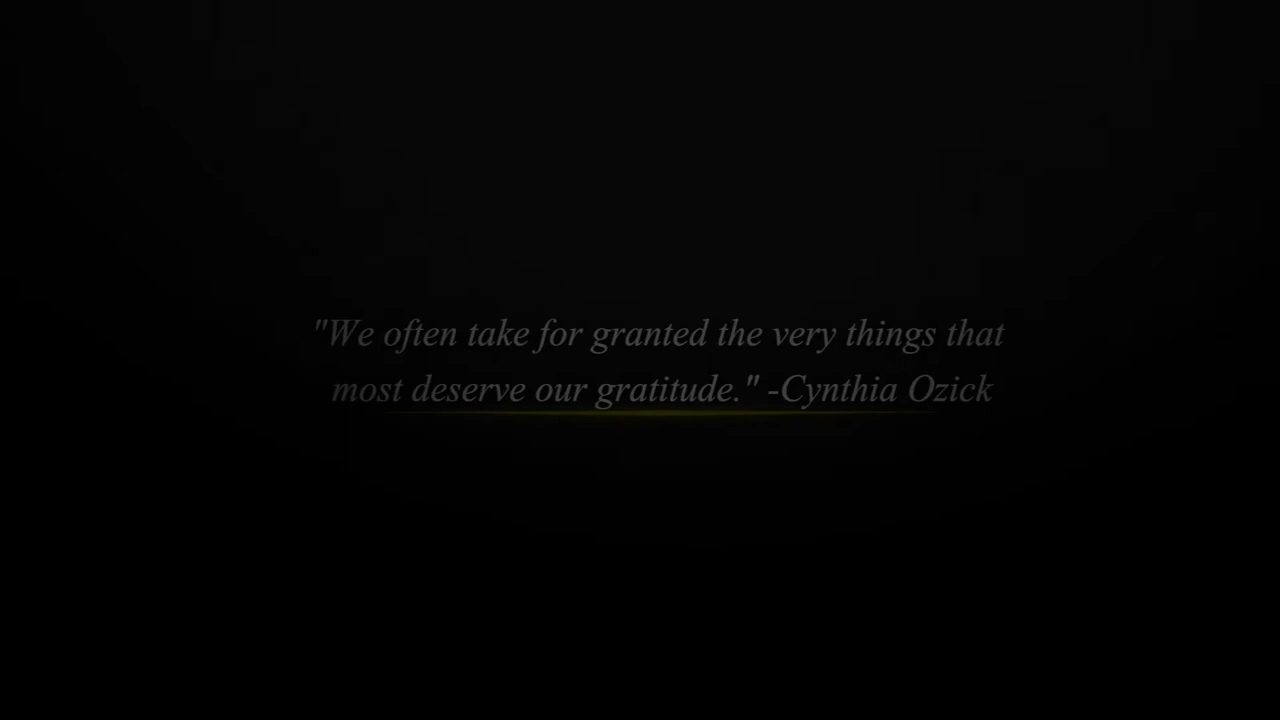 "We often take for granted the very things that
most deserve our gratitude." -Cynthia Ozick